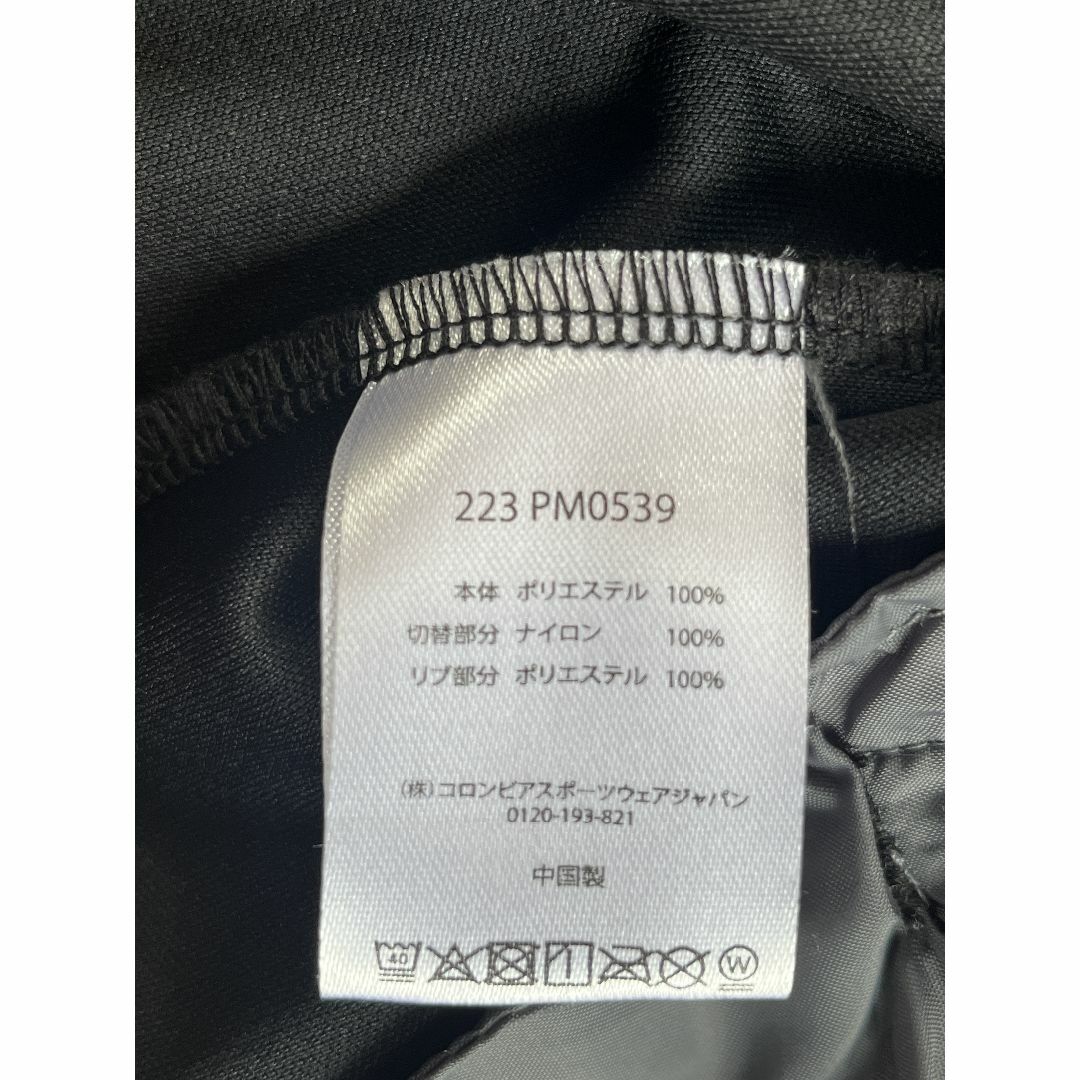 223 PM0539
本体 ポリエステル 100%
切替部分 ナイロン 100%
リブ部分 ポリエステル 100%
(株)コロンビアスポーツウェアジャパン
0120-193-821
中国製
40 W